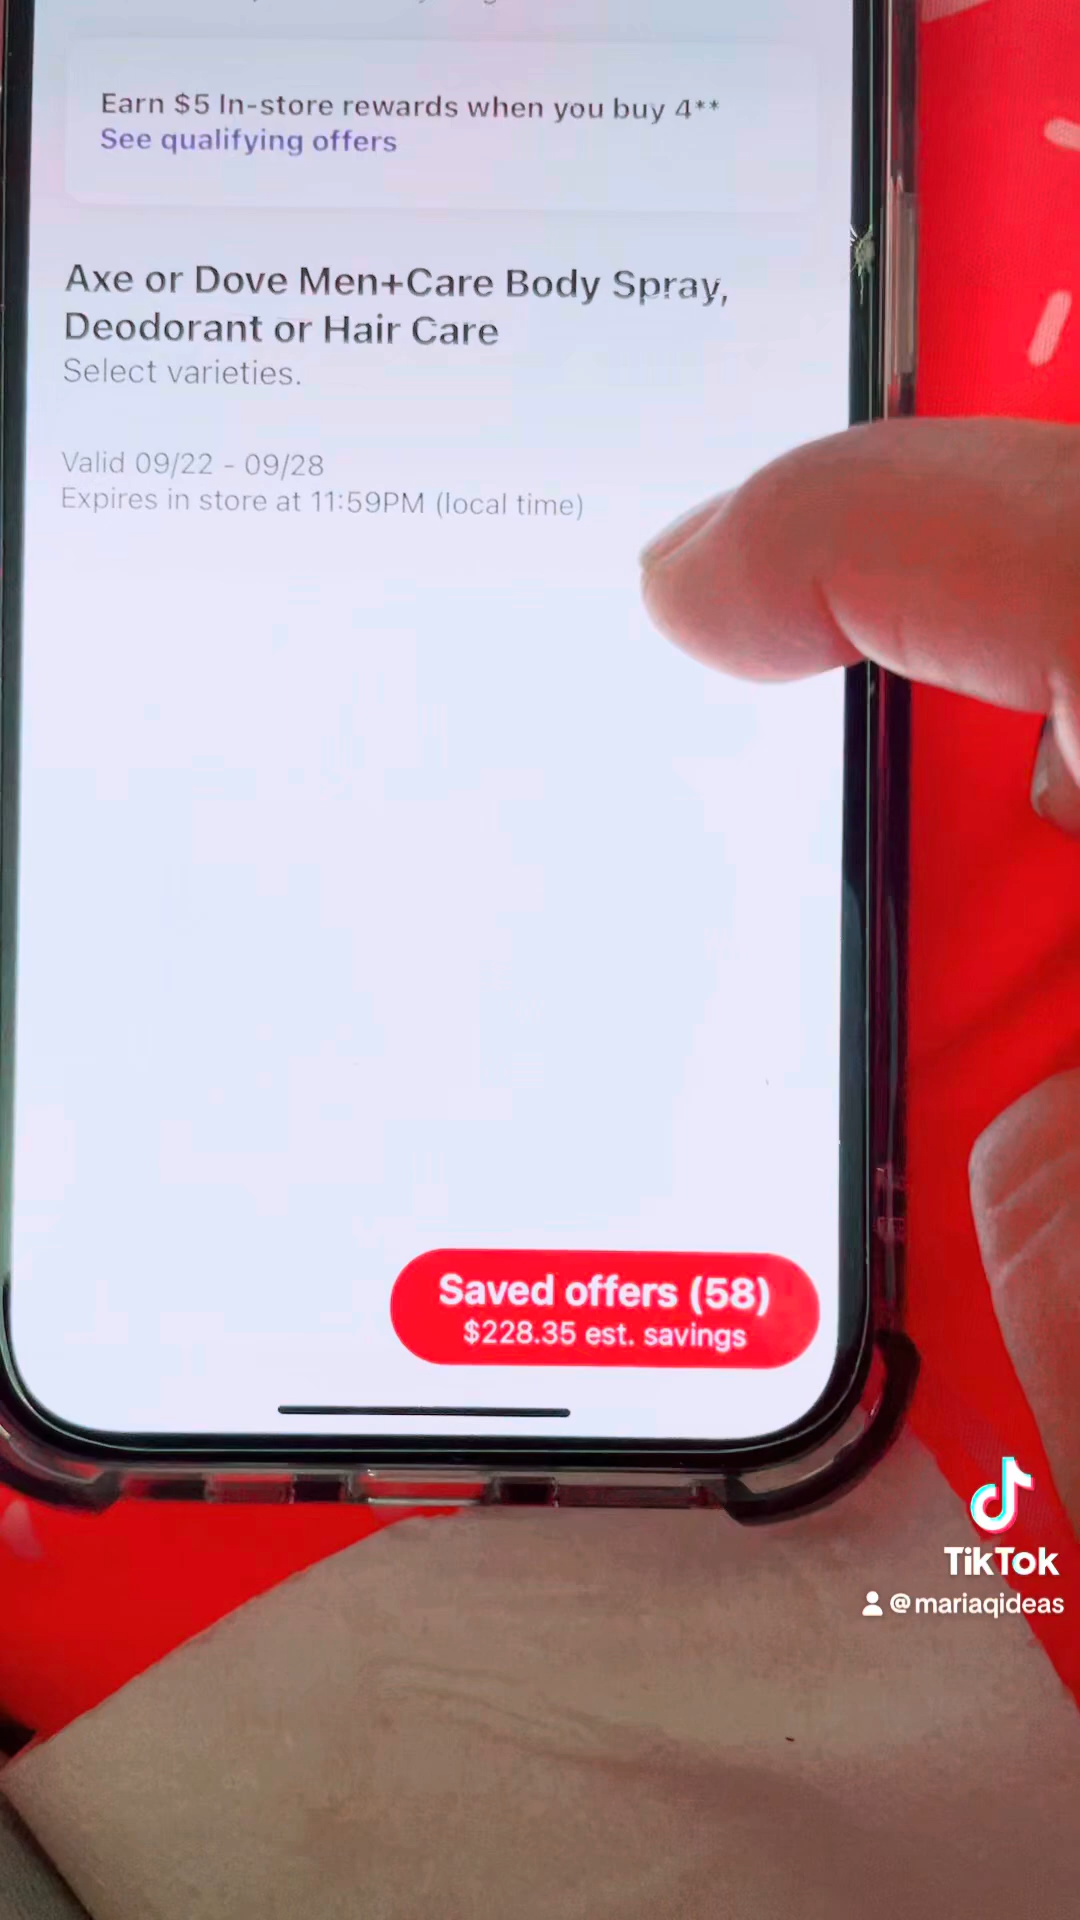 Earn $5 In-store rewards when you buy 4**
See qualifying offers
Axe or Dove Men+Care Body Spray,
Deodorant or Hair Care
Select varieties.
Valid 09/22 - 09/28
Expires in store at 11:59PM (local time)
Saved offers (58)
$228.35 est. savings
TikTok
@mariaqideas